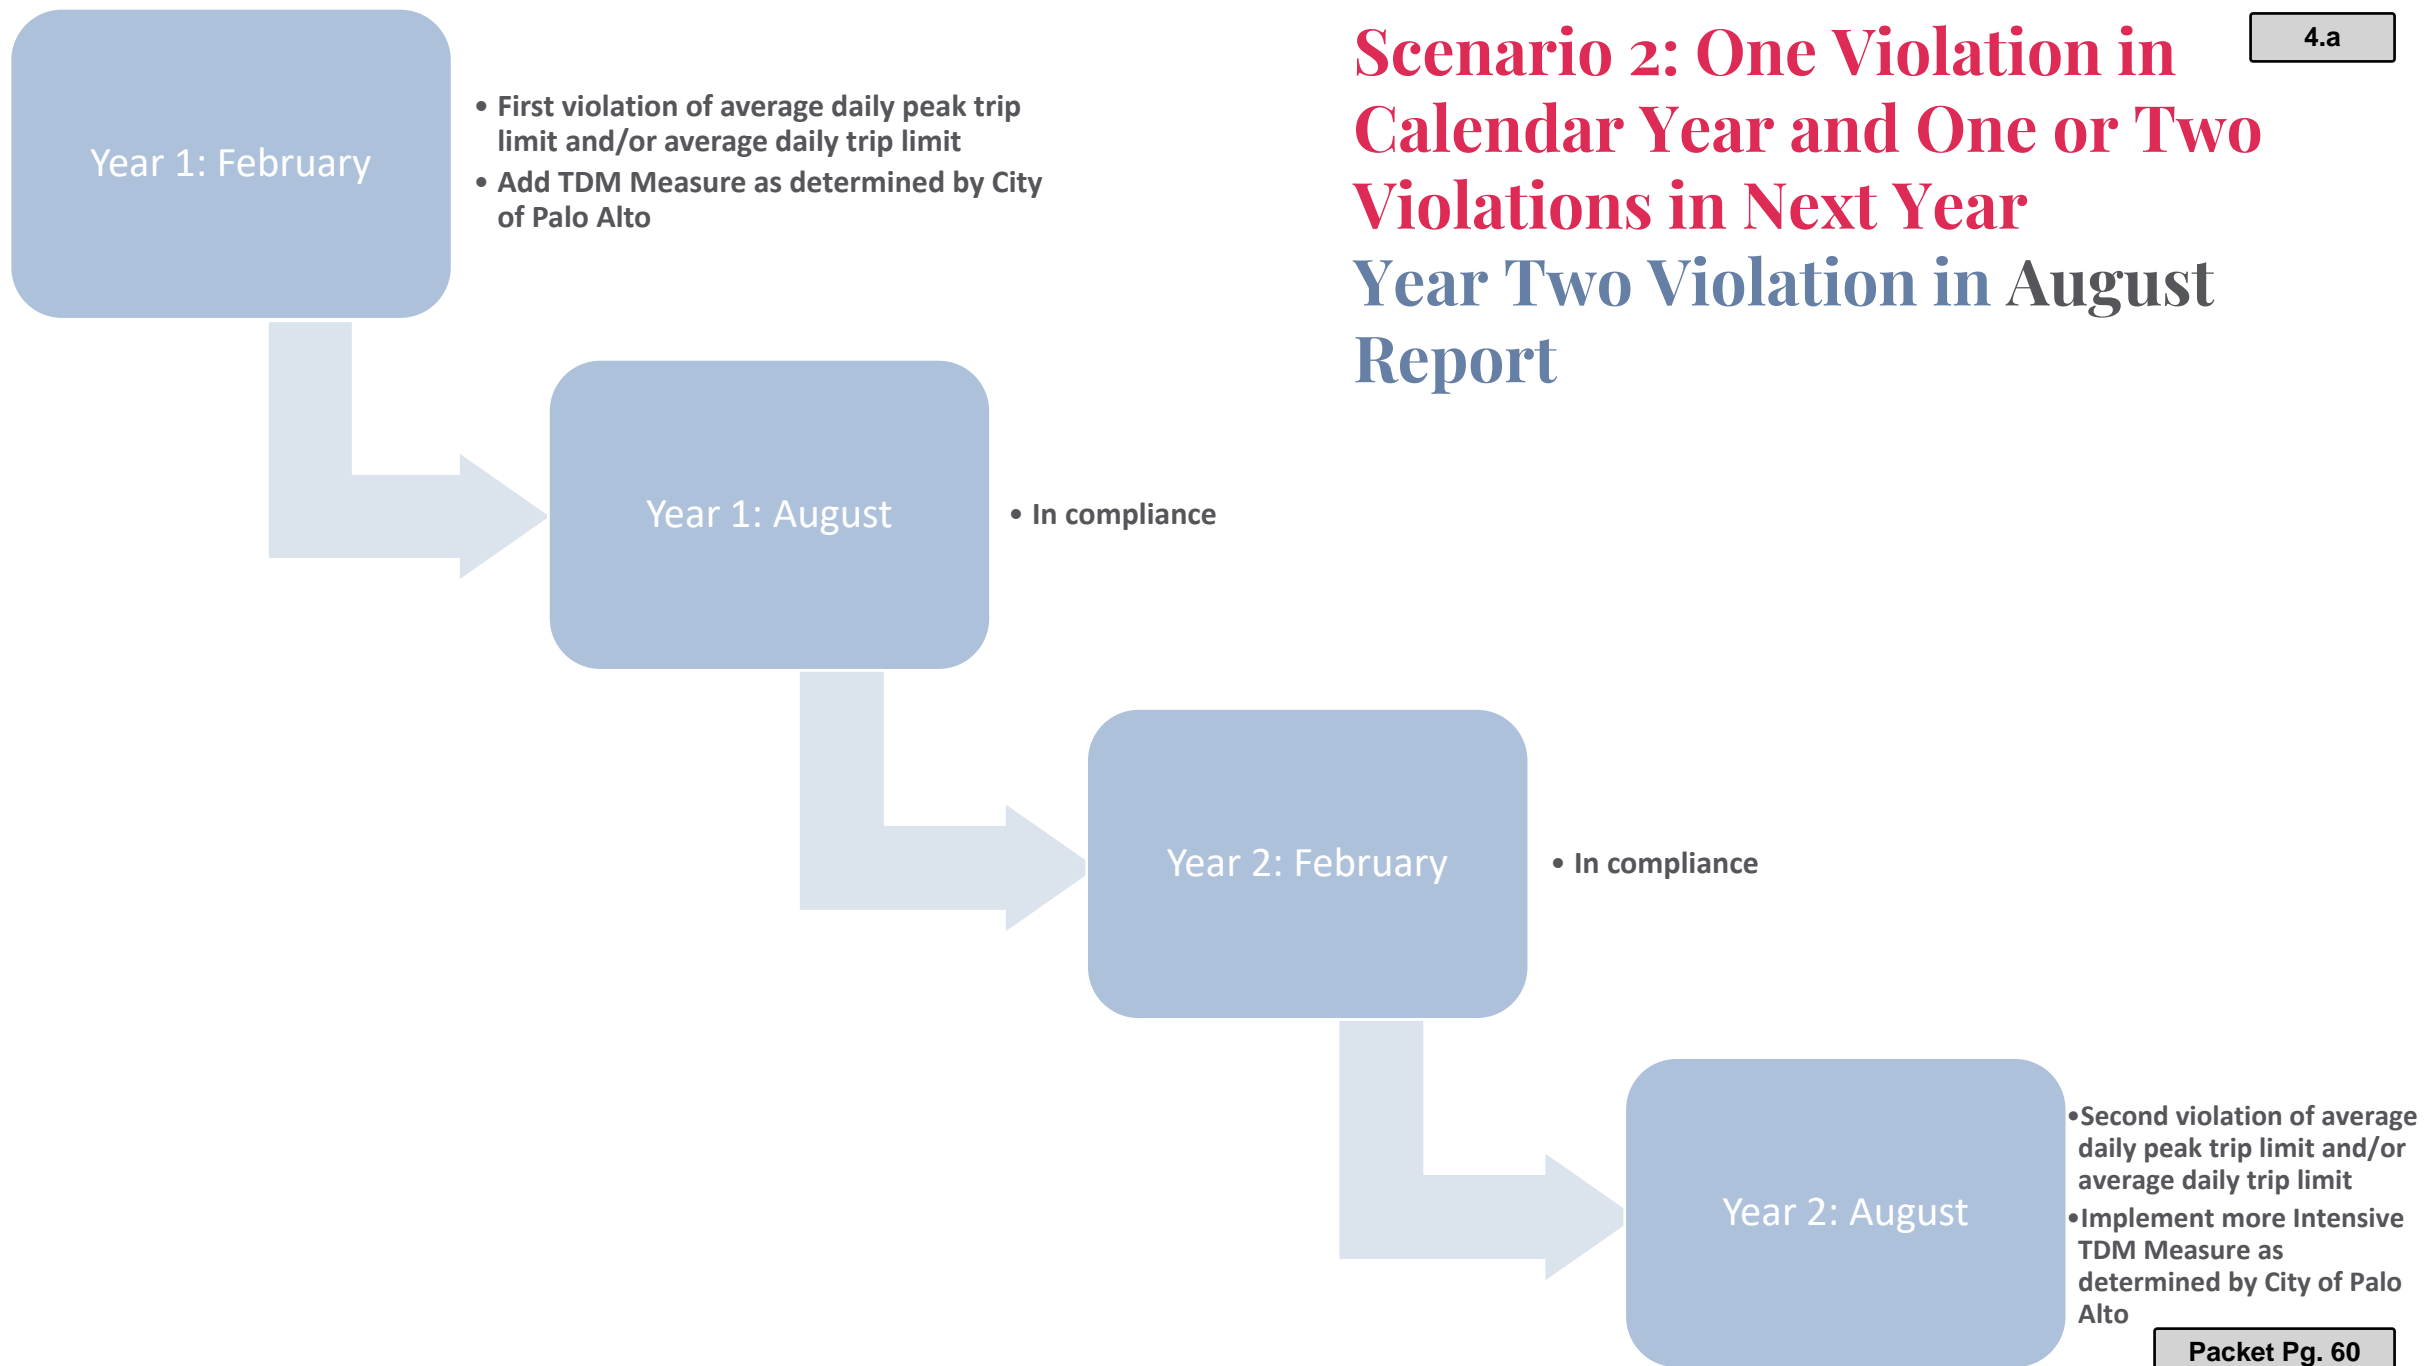 4.a
Scenario 2: One Violation in
Calendar Year and One or Two
Violations in Next Year
Year Two Violation in August
Report
Year 1: February
• First violation of average daily peak trip
limit and/or average daily trip limit
• Add TDM Measure as determined by City
of Palo Alto
Year 1: August
• In compliance
Year 2: February
• In compliance
Year 2: August
•Second violation of average
daily peak trip limit and/or
average daily trip limit
•Implement more Intensive
TDM Measure as
determined by City of Palo
Alto
Packet Pg. 60